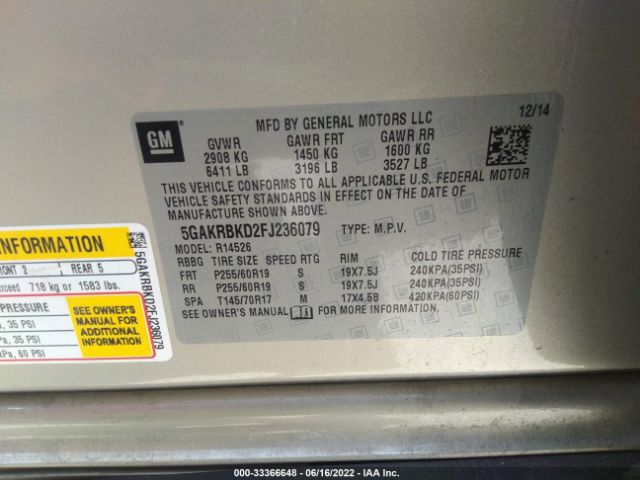 GM
MFD BY GENERAL MOTORS LLC
12/14
GVWR GAWR FRT GAWR RR
2908 KG 1450 KG 1600 KG
6411 LB 3196 LB 3527 LB
THIS VEHICLE CONFORMS TO ALL APPLICABLE U.S. FEDERAL MOTOR
VEHICLE SAFETY STANDARDS IN EFFECT ON THE DATE OF
MANUFACTURE SHOWN ABOVE.
5GAKRBKD2FJ236079 TYPE: M.P.V.
MODEL: R14526
RBBG TIRE SIZE SPEED RTG RIM COLD TIRE PRESSURE
FRT P255/60R19 S 19X7.5J 240KPA(35PSI)
RR P255/60R19 S 19X7.5J 240KPA(35PSI)
SPA T145/70R17 M 17X4.5B 420KPA(60PSI)
SEE OWNER'S MANUAL FOR MORE INFORMATION.
INFORMATION
FRONT 2 REAR 5
exceed 718 kg or 1583 lbs.
PRESSURE
35 PSI
35 PSI
60 PSI
SEE OWNER'S
MANUAL FOR
ADDITIONAL
INFORMATION
5GAKRBKD2FJ236079
000-33366648 - 06/16/2022 - IAA Inc.